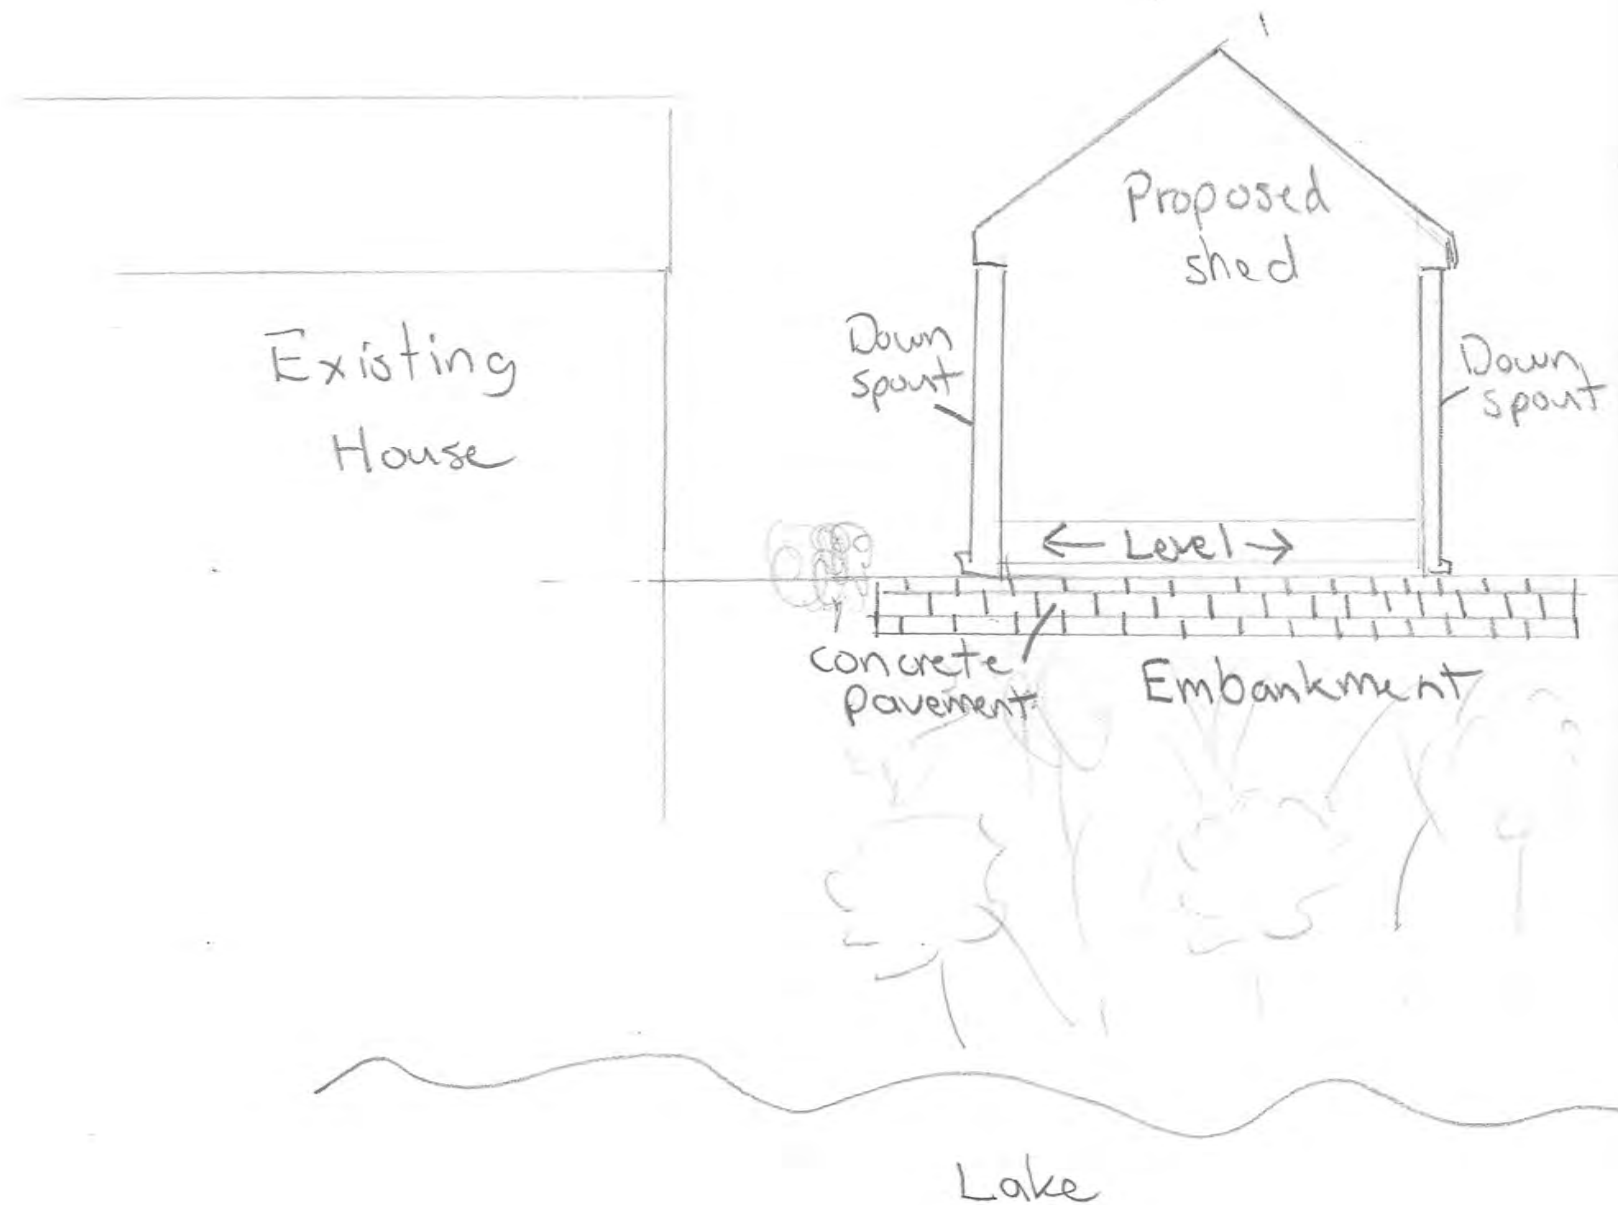 Proposed
shed
Existing
House
Down
spout
Down
spout
← Level →
concrete
pavement
Embankment
Lake